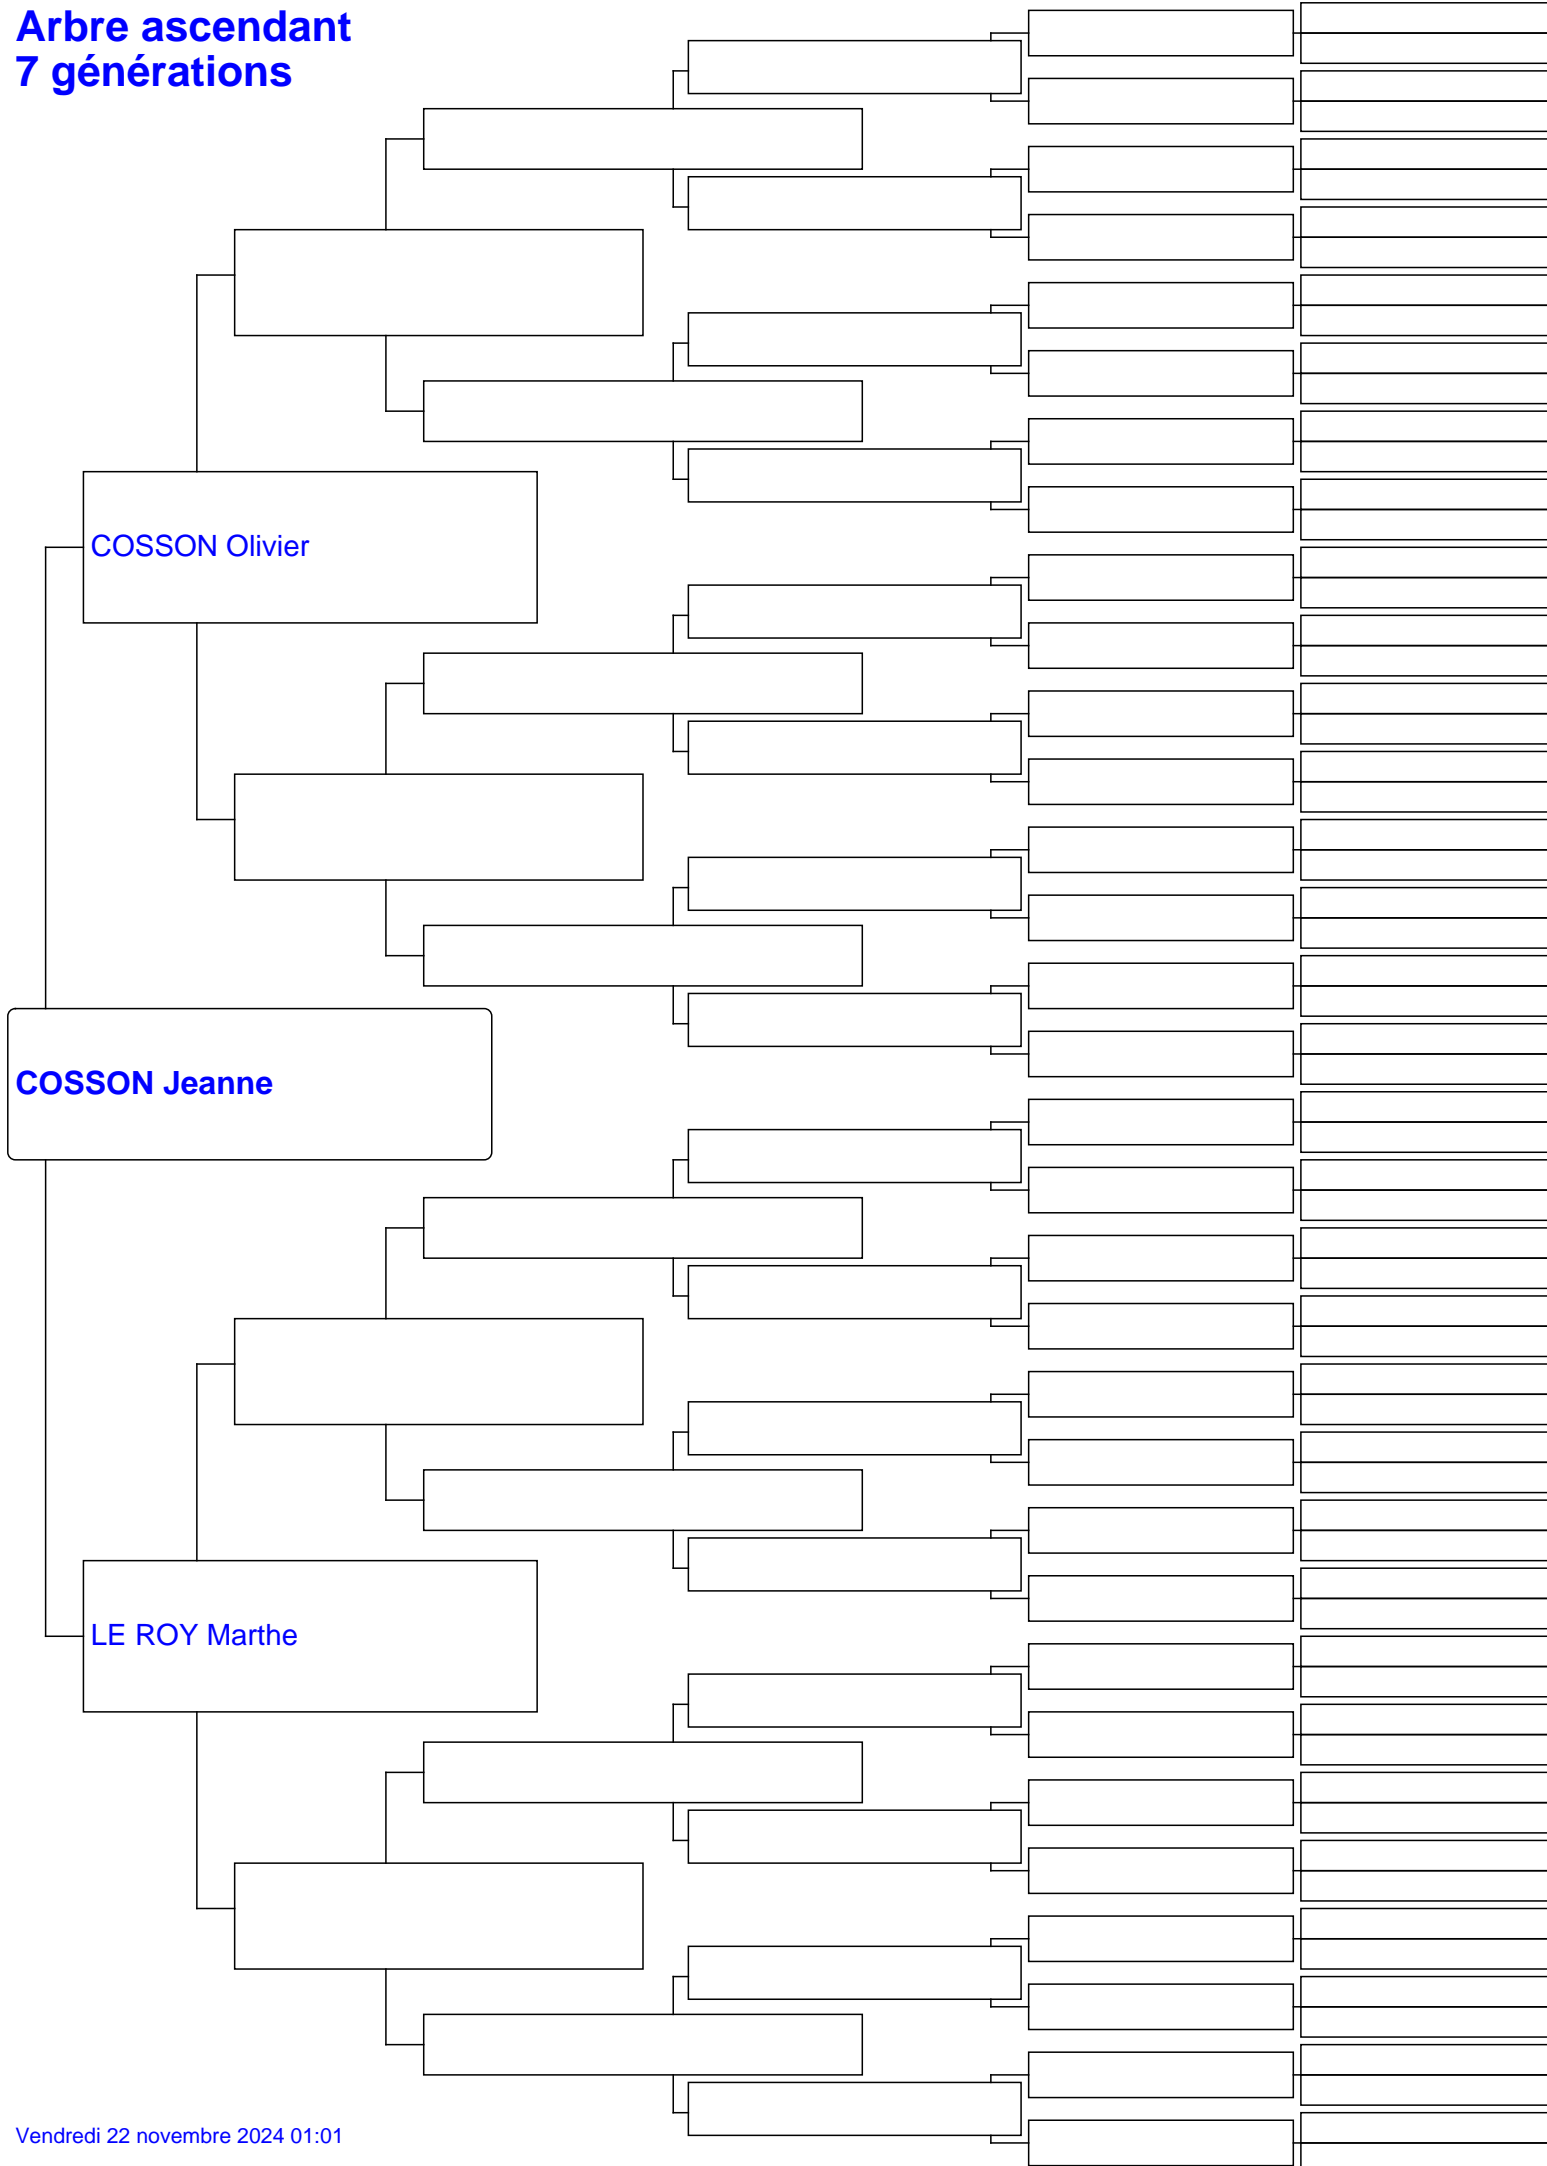 Arbre ascendant
7 générations
COSSON Olivier
COSSON Jeanne
LE ROY Marthe
Vendredi 22 novembre 2024 01:01